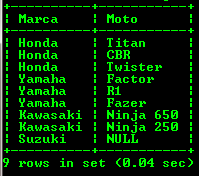 Marca | Moto
Honda | Titan
Honda | CBR
Honda | Twister
Yamaha | Factor
Yamaha | R1
Yamaha | Fazer
Kawasaki | Ninja 650
Kawasaki | Ninja 250
Suzuki | NULL
9 rows in set (0.04 sec)